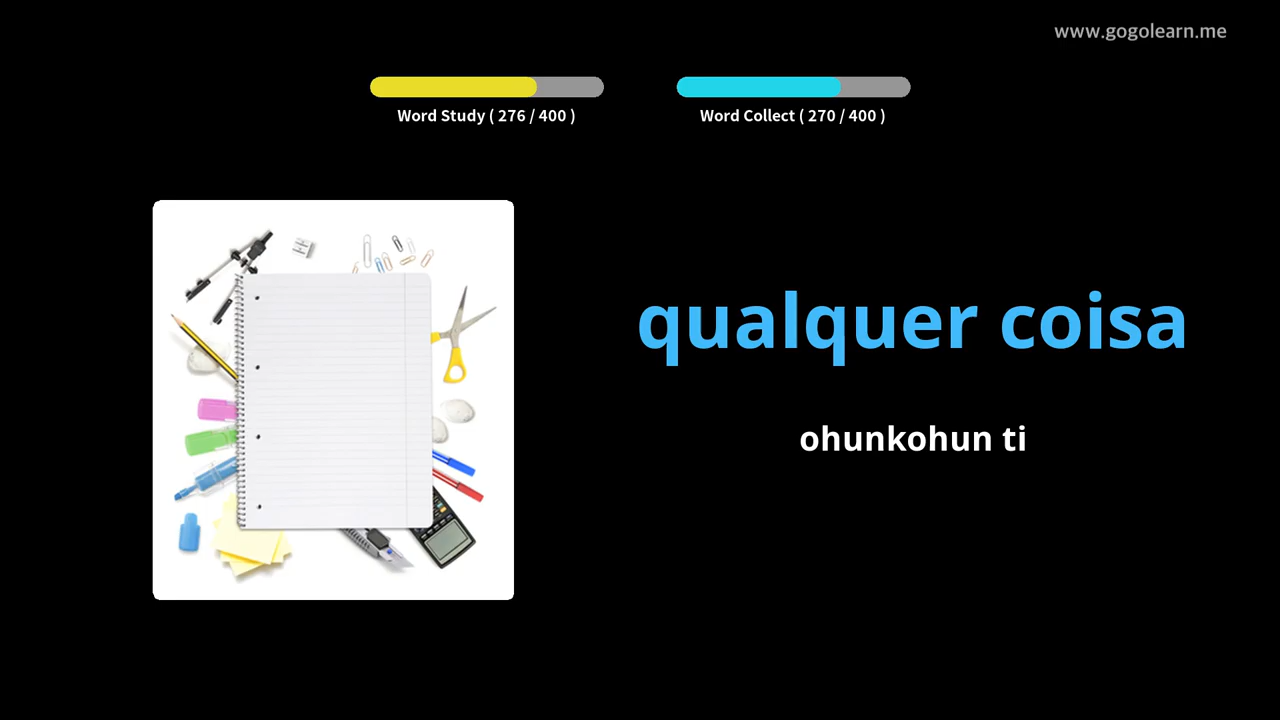 www.gogolearn.me
Word Study ( 276 / 400 )
Word Collect ( 270 / 400 )
qualquer coisa
ohunkohun ti